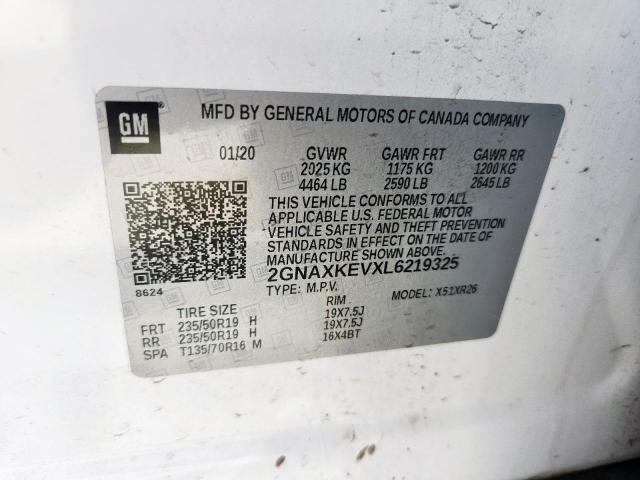 GM
MFD BY GENERAL MOTORS OF CANADA COMPANY
01/20 GVWR GAWR FRT GAWR RR
2025 KG 1175 KG 1200 KG
4464 LB 2590 LB 2645 LB
THIS VEHICLE CONFORMS TO ALL
APPLICABLE U.S. FEDERAL MOTOR
VEHICLE SAFETY AND THEFT PREVENTION
STANDARDS IN EFFECT ON THE DATE OF
MANUFACTURE SHOWN ABOVE.
2GNAXKEVXL6219325
8624
TYPE: M.P.V. MODEL: X51XR26
TIRE SIZE RIM
FRT 235/50R19 H 19X7.5J
RR 235/50R19 H 19X7.5J
SPA T135/70R16 M 16X4BT